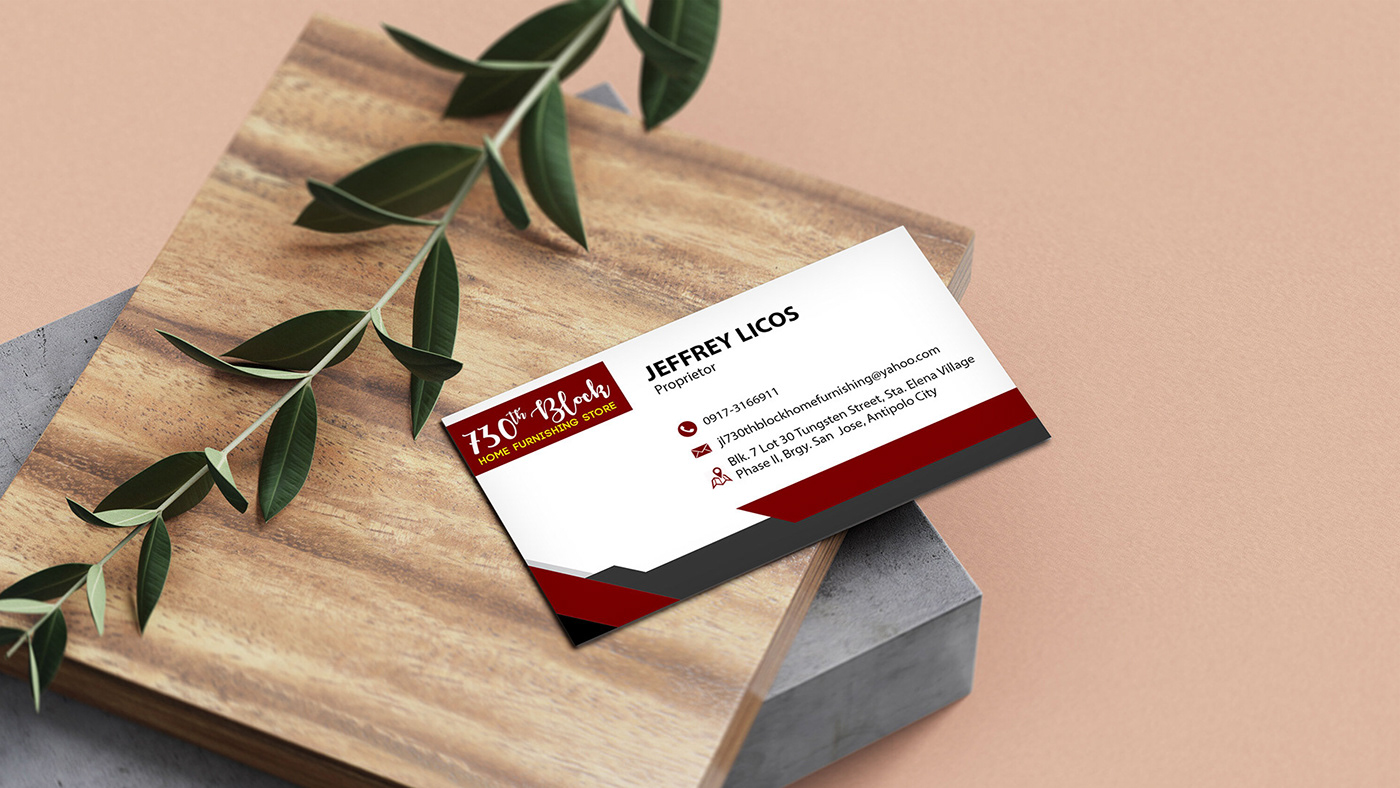 730th Block
HOME FURNISHING STORE
JEFFREY LICOS
Proprietor
0917-3166911
jl730thblockhomefurnishing@yahoo.com
Blk. 7 Lot 30 Tungsten Street, Sta. Elena Village
Phase II, Brgy. San  Jose, Antipolo City